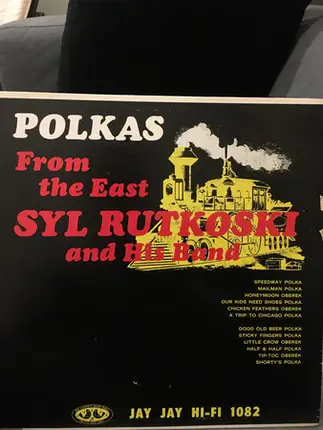 POLKAS
From
the East
SYL RUTKOSKI
and His Band
SPEEDWAY POLKA
MAILMAN POLKA
HONEYMOON OBEREK
OUR KIDS NEED SHOES POLKA
CHICKEN FEATHERS OBEREK
A TRIP TO CHICAGO POLKA
GOOD OLD BEER POLKA
STICKY FINGERS POLKA
LITTLE CROW OBEREK
HALF & HALF POLKA
TIP-TOC OBEREK
SHORTY'S POLKA
JAY JAY HI-FI 1082